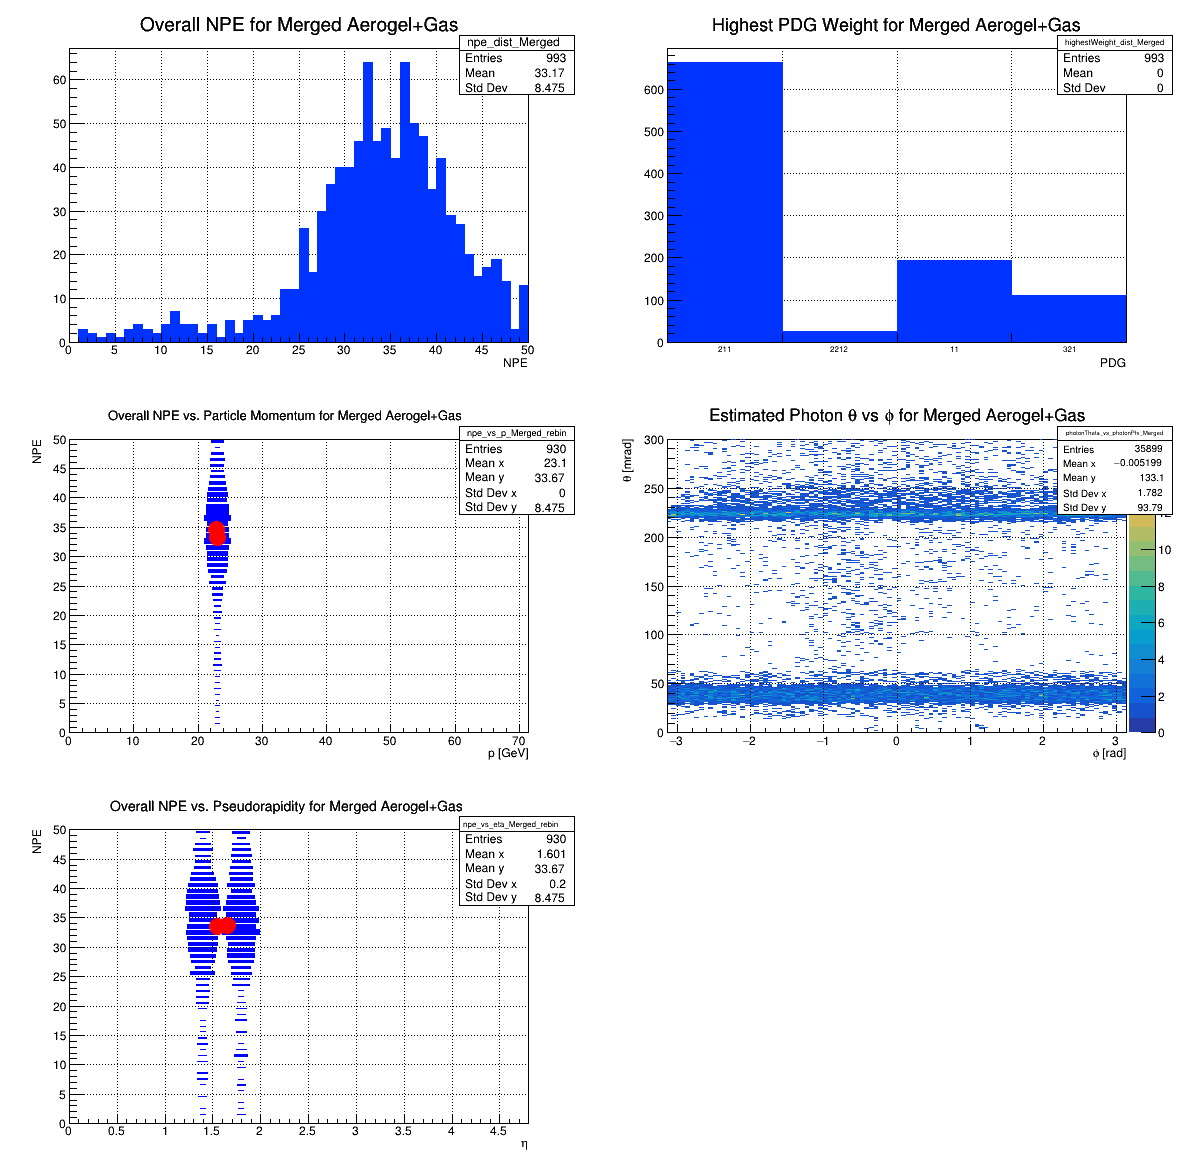 Overall NPE for Merged Aerogel+Gas
npe_dist_Merged
Entries 993
Mean 33.17
Std Dev 8.475
60
50
40
30
20
10
0
0 5 10 15 20 25 30 35 40 45 50
NPE
Highest PDG Weight for Merged Aerogel+Gas
highestWeight_dist_Merged
Entries 993
Mean 0
Std Dev 0
600
500
400
300
200
100
0
211 2212 11 321
PDG
Overall NPE vs. Particle Momentum for Merged Aerogel+Gas
npe_vs_p_Merged_rebin
Entries 930
Mean x 23.1
Mean y 33.67
Std Dev x 0
Std Dev y 8.475
NPE
50
45
40
35
30
25
20
15
10
5
0
0 10 20 30 40 50 60 70
p [GeV]
Estimated Photon θ vs ϕ for Merged Aerogel+Gas
photonTheta_vs_photonPhi_Merged
Entries 35899
Mean x −0.005199
Mean y 133.1
Std Dev x 1.782
Std Dev y 93.79
θ [mrad]
300
250
200
150
100
50
0
−3 −2 −1 0 1 2 3
ϕ [rad]
12
10
8
6
4
2
0
Overall NPE vs. Pseudorapidity for Merged Aerogel+Gas
npe_vs_eta_Merged_rebin
Entries 930
Mean x 1.601
Mean y 33.67
Std Dev x 0.2
Std Dev y 8.475
NPE
50
45
40
35
30
25
20
15
10
5
0
0 0.5 1 1.5 2 2.5 3 3.5 4 4.5
η